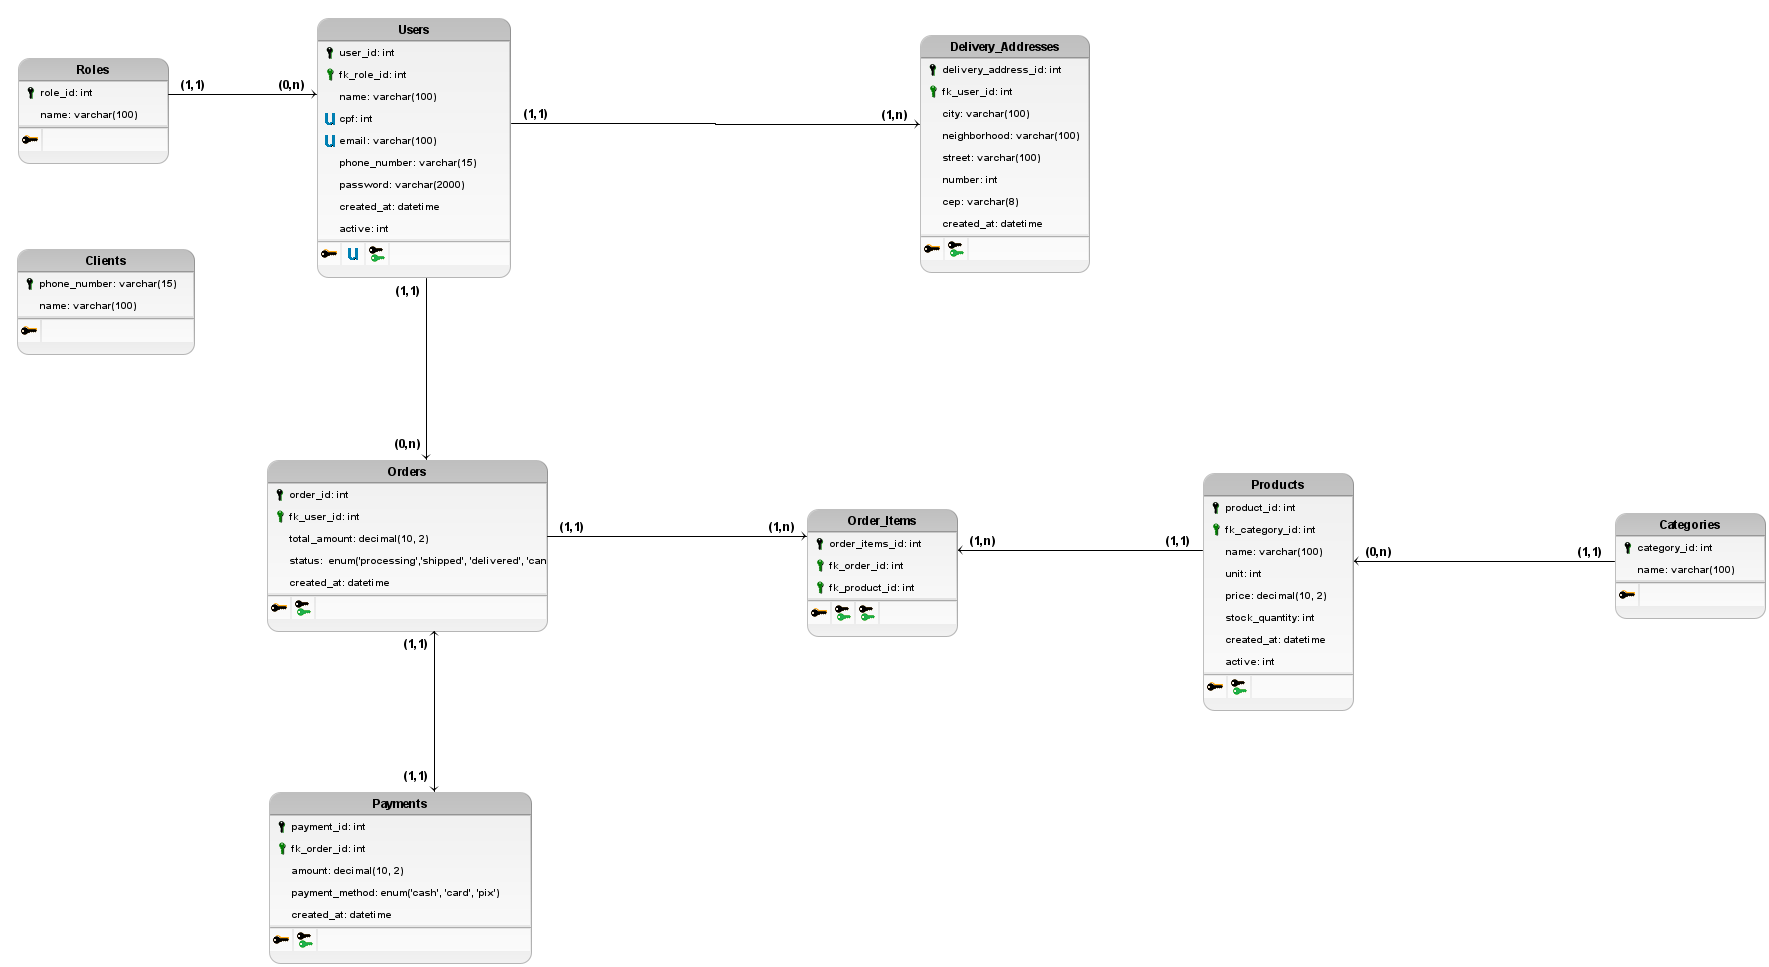 Users
user_id: int
fk_role_id: int
name: varchar(100)
U cpf: int
U email: varchar(100)
phone_number: varchar(15)
password: varchar(2000)
created_at: datetime
active: int
U
Roles
role_id: int
name: varchar(100)
(1,1)
(0,n)
Delivery_Addresses
delivery_address_id: int
fk_user_id: int
city: varchar(100)
neighborhood: varchar(100)
street: varchar(100)
number: int
cep: varchar(8)
created_at: datetime
(1,1)
(1,n)
Clients
phone_number: varchar(15)
name: varchar(100)
(1,1)
(0,n)
Orders
order_id: int
fk_user_id: int
total_amount: decimal(10, 2)
status: enum('processing','shipped', 'delivered', 'can
created_at: datetime
(1,1)
(1,n)
Order_Items
order_items_id: int
fk_order_id: int
fk_product_id: int
(1,n)
(1,1)
Products
product_id: int
fk_category_id: int
name: varchar(100)
unit: int
price: decimal(10, 2)
stock_quantity: int
created_at: datetime
active: int
(0,n)
(1,1)
Categories
category_id: int
name: varchar(100)
(1,1)
(1,1)
Payments
payment_id: int
fk_order_id: int
amount: decimal(10, 2)
payment_method: enum('cash', 'card', 'pix')
created_at: datetime